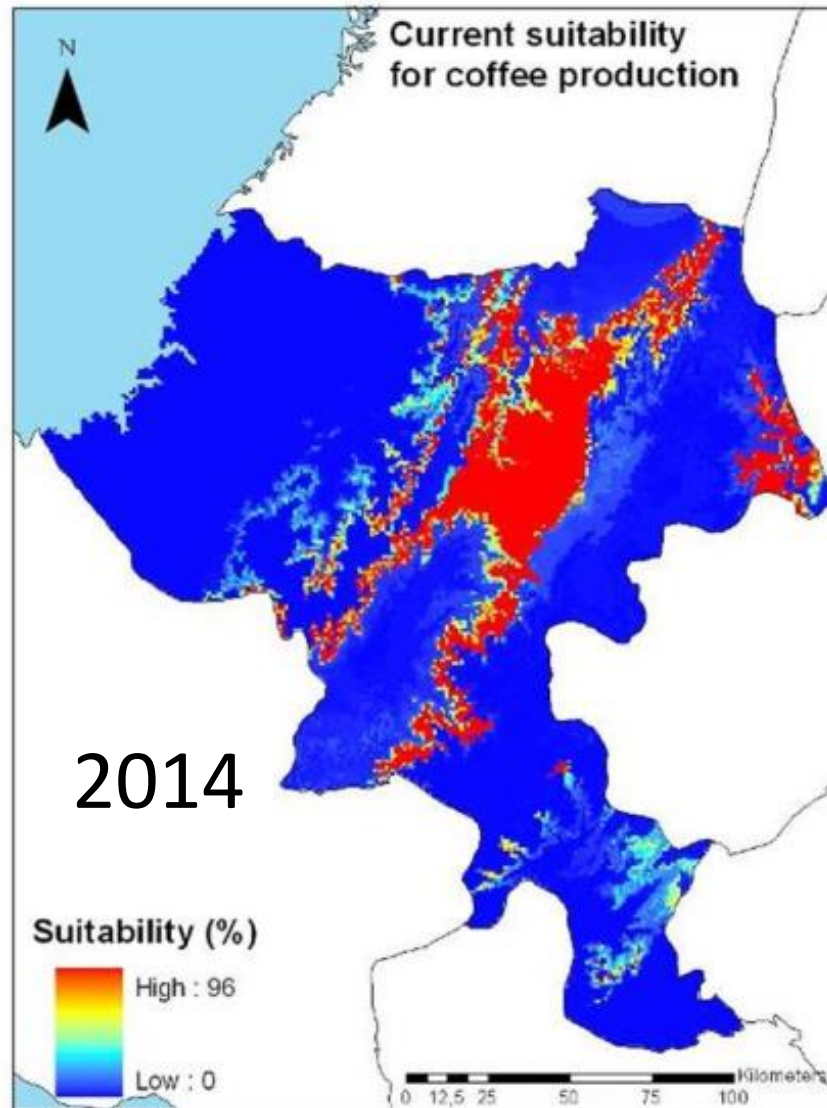 Current suitability
for coffee production
N
2014
Suitability (%)
High : 96
Low : 0
Kilometers
0 12,5 25 50 75 100